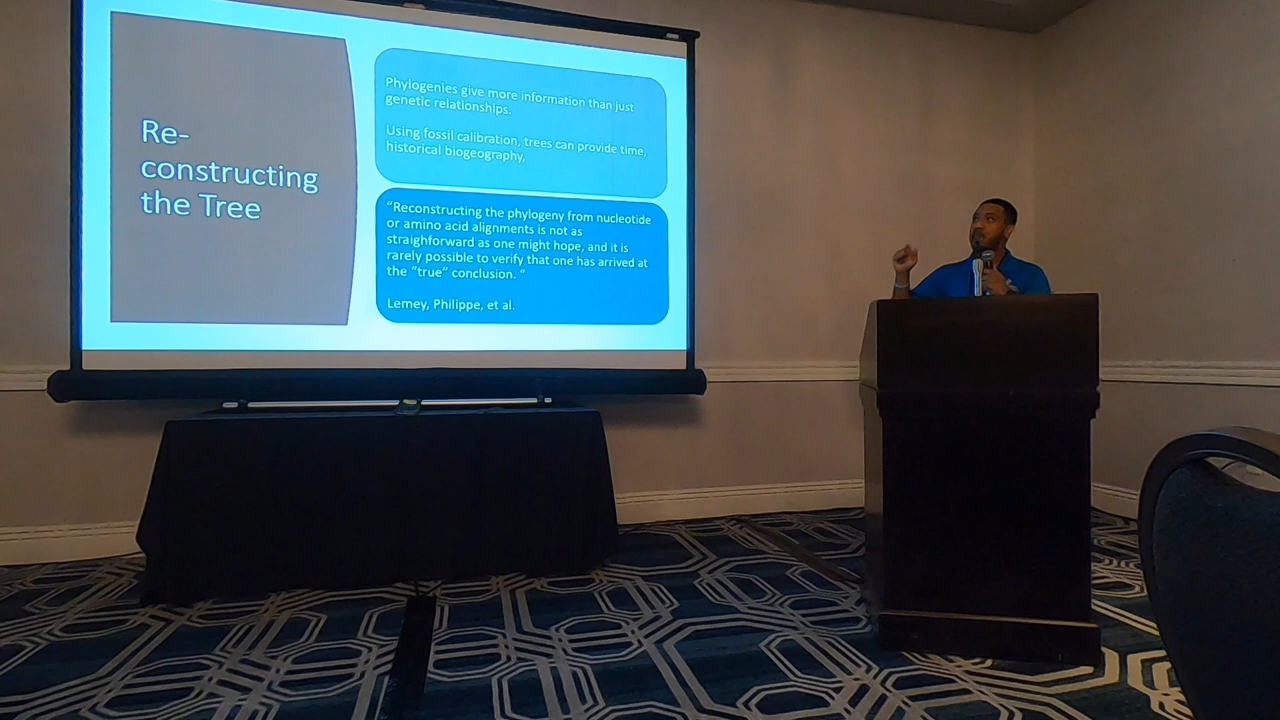 Re-
constructing
the Tree
Phylogenies give more information than just
genetic relationships.
Using fossil calibration, trees can provide time,
historical biogeography,
“Reconstructing the phylogeny from nucleotide
or amino acid alignments is not as
straighforward as one might hope, and it is
rarely possible to verify that one has arrived at
the “true” conclusion. “
Lemey, Philippe, et al.